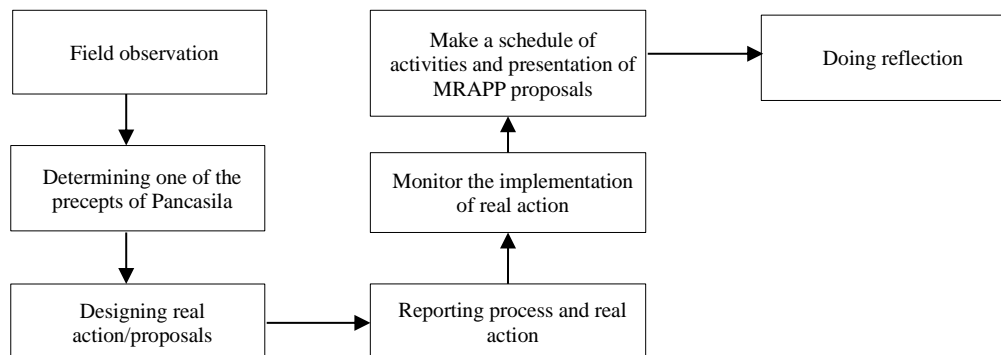 Field observation
Determining one of the
precepts of Pancasila
Designing real
action/proposals
Reporting process and real
action
Monitor the implementation
of real action
Make a schedule of
activities and presentation of
MRAPP proposals
Doing reflection